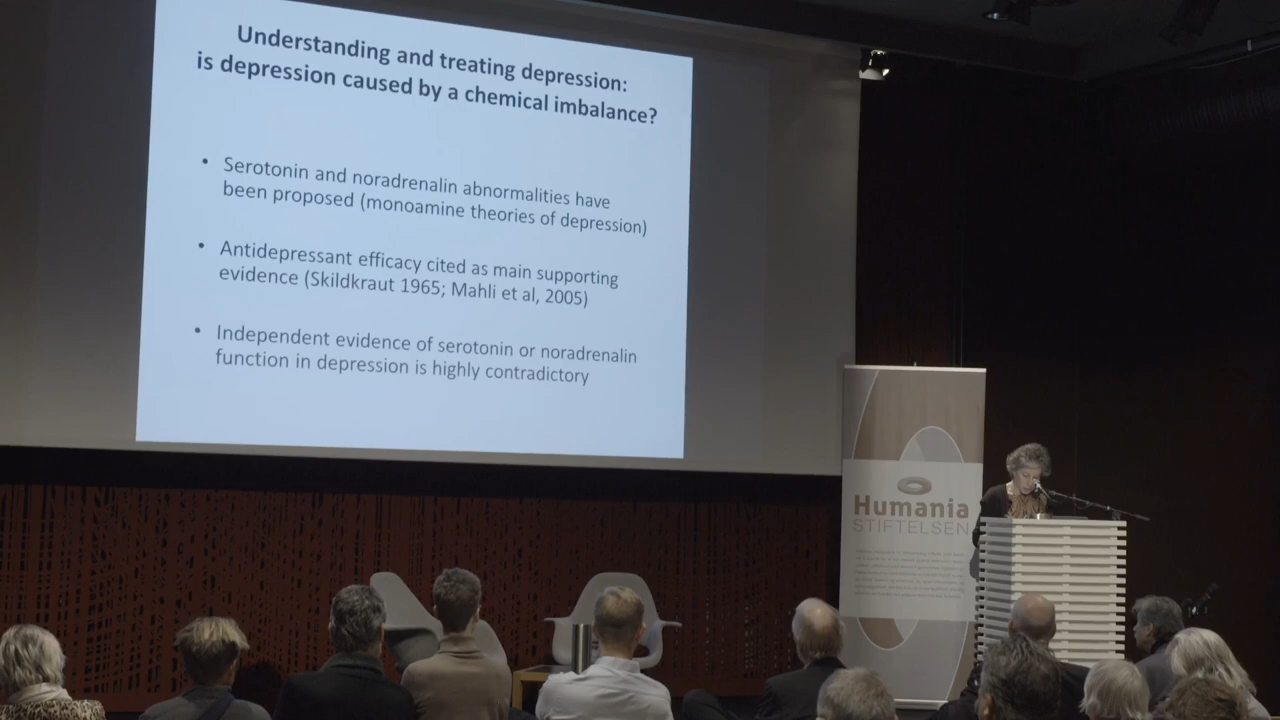 Understanding and treating depression:
is depression caused by a chemical imbalance?
• Serotonin and noradrenalin abnormalities have
been proposed (monoamine theories of depression)
• Antidepressant efficacy cited as main supporting
evidence (Skildkraut 1965; Mahli et al, 2005)
• Independent evidence of serotonin or noradrenalin
function in depression is highly contradictory
Humania
STIFTELSEN